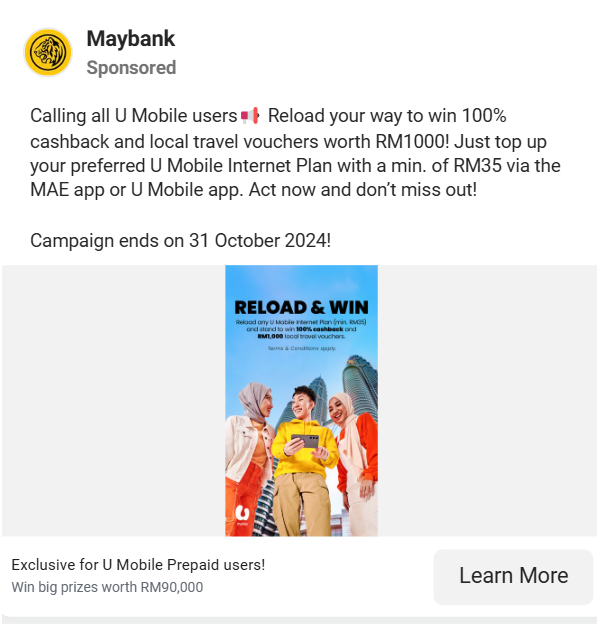 Maybank
Sponsored
Calling all U Mobile users📢 Reload your way to win 100%
cashback and local travel vouchers worth RM1000! Just top up
your preferred U Mobile Internet Plan with a min. of RM35 via the
MAE app or U Mobile app. Act now and don’t miss out!
Campaign ends on 31 October 2024!
RELOAD & WIN
Reload any U Mobile Internet Plan (min. RM35)
and stand to win 100% cashback and
RM1,000 local travel vouchers.
Terms & Conditions apply.
Exclusive for U Mobile Prepaid users!
Win big prizes worth RM90,000
Learn More